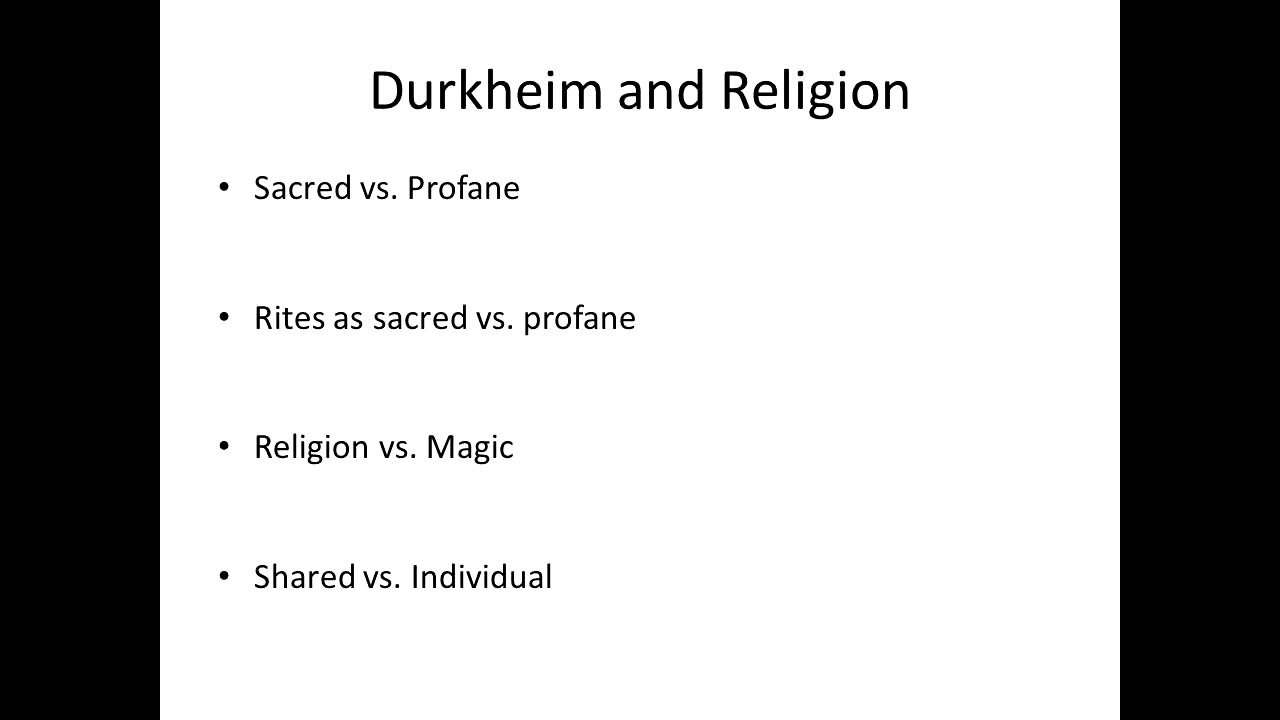 Durkheim and Religion
• Sacred vs. Profane
• Rites as sacred vs. profane
• Religion vs. Magic
• Shared vs. Individual